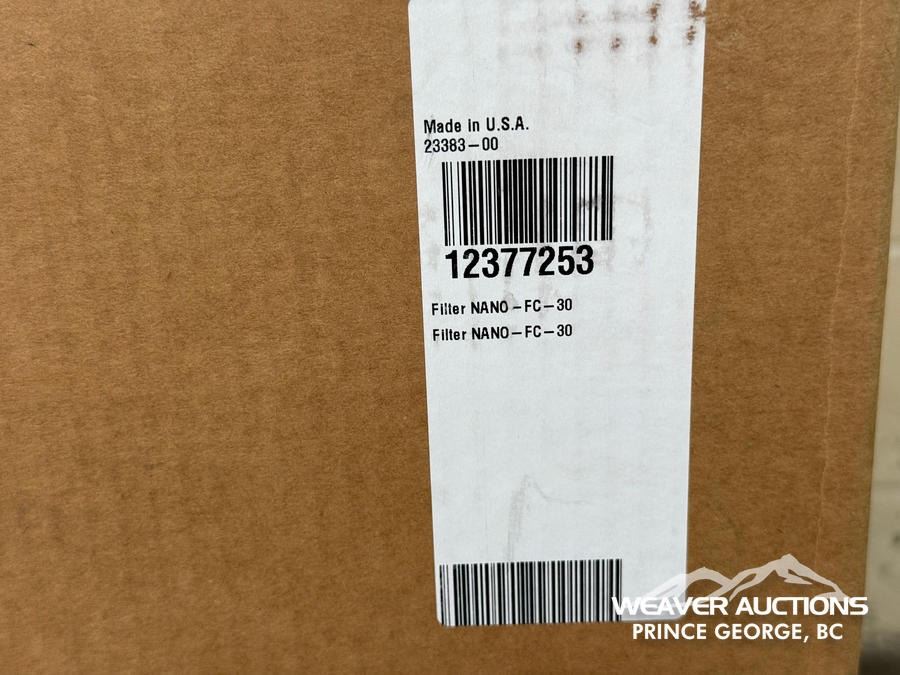 Made in U.S.A.
23383-00
12377253
Filter NANO-FC-30
Filter NANO-FC-30
WEAVER AUCTIONS
PRINCE GEORGE, BC